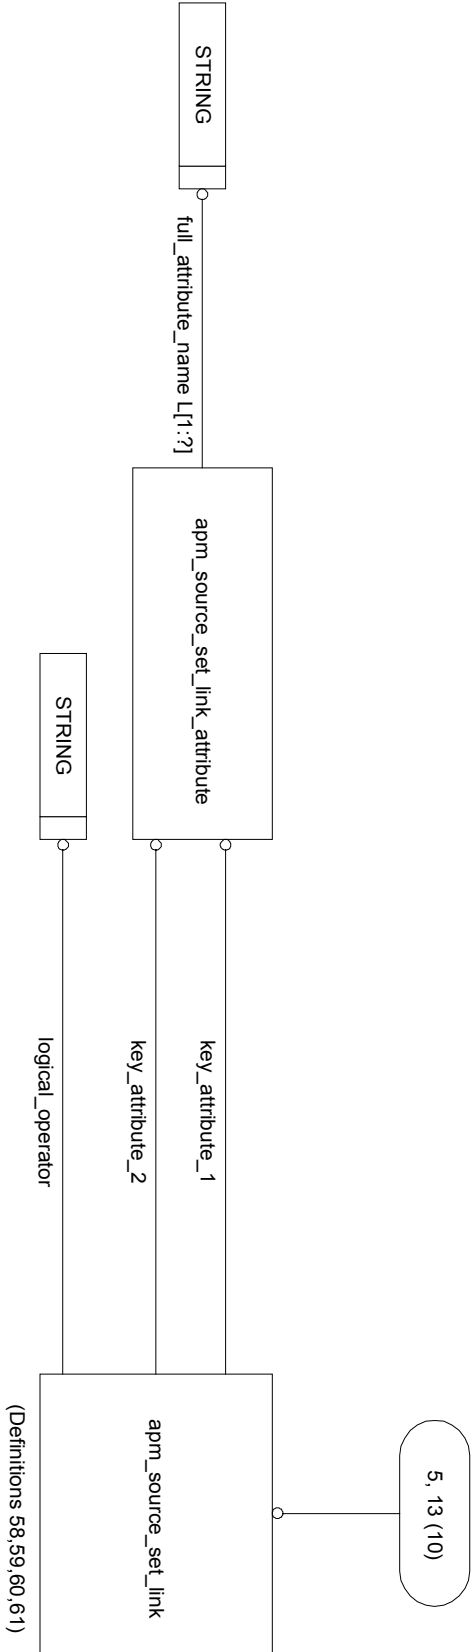 5, 13 (10)
STRING
full_attribute_name L[1:?]
apm_source_set_link_attribute
key_attribute_1
key_attribute_2
STRING
logical_operator
apm_source_set_link
(Definitions 58,59,60,61)